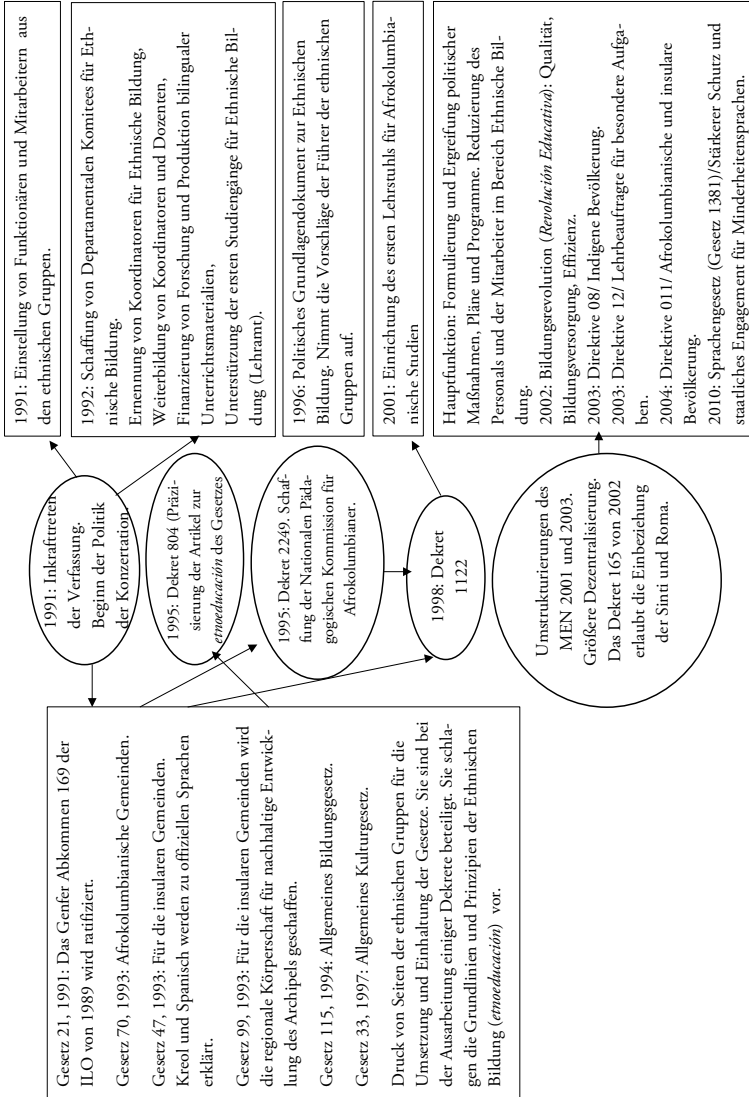 Gesetz 21, 1991: Das Genfer Abkommen 169 der
ILO von 1989 wird ratifiziert.
Gesetz 70, 1993: Afrokolumbianische Gemeinden.
Gesetz 47, 1993: Für die insularen Gemeinden.
Kreol und Spanisch werden zu offiziellen Sprachen
erklärt.
Gesetz 99, 1993: Für die insularen Gemeinden wird
die regionale Körperschaft für nachhaltige Entwick-
lung des Archipels geschaffen.
Gesetz 115, 1994: Allgemeines Bildungsgesetz.
Gesetz 33, 1997: Allgemeines Kulturgesetz.
Druck von Seiten der ethnischen Gruppen für die
Umsetzung und Einhaltung der Gesetze. Sie sind bei
der Ausarbeitung einiger Dekrete beteiligt. Sie schla-
gen die Grundlinien und Prinzipien der Ethnischen
Bildung (etnoeducación) vor.
1991: Inkrafttreten
der Verfassung.
Beginn der Politik
der Konzertation.
1995: Dekret 804 (Präzi-
sierung der Artikel zur
etnoeducación des Gesetzes
1995: Dekret 2249. Schaf-
fung der Nationalen Päda-
gogischen Kommission für
Afrokolumbianer.
1998: Dekret
1122
Umstrukturierungen des
MEN 2001 und 2003.
Größere Dezentralisierung.
Das Dekret 165 von 2002
erlaubt die Einbeziehung
der Sinti und Roma.
1991: Einstellung von Funktionären und Mitarbeitern aus
den ethnischen Gruppen.
1992: Schaffung von Departamentalen Komitees für Eth-
nische Bildung.
Ernennung von Koordinatoren für Ethnische Bildung,
Weiterbildung von Koordinatoren und Dozenten,
Finanzierung von Forschung und Produktion bilingualer
Unterrichtsmaterialien,
Unterstützung der ersten Studiengänge für Ethnische Bil-
dung (Lehramt).
1996: Politisches Grundlagendokument zur Ethnischen
Bildung. Nimmt die Vorschläge der Führer der ethnischen
Gruppen auf.
2001: Einrichtung des ersten Lehrstuhls für Afrokolumbia-
nische Studien
Hauptfunktion: Formulierung und Ergreifung politischer
Maßnahmen, Pläne und Programme. Reduzierung des
Personals und der Mitarbeiter im Bereich Ethnische Bil-
dung.
2002: Bildungsrevolution (Revolución Educativa): Qualität,
Bildungsversorgung, Effizienz.
2003: Direktive 08/ Indigene Bevölkerung.
2003: Direktive 12/ Lehrbeauftragte für besondere Aufga-
ben.
2004: Direktive 011/ Afrokolumbianische und insulare
Bevölkerung.
2010: Sprachengesetz (Gesetz 1381)/Stärkerer Schutz und
staatliches Engagement für Minderheitensprachen.